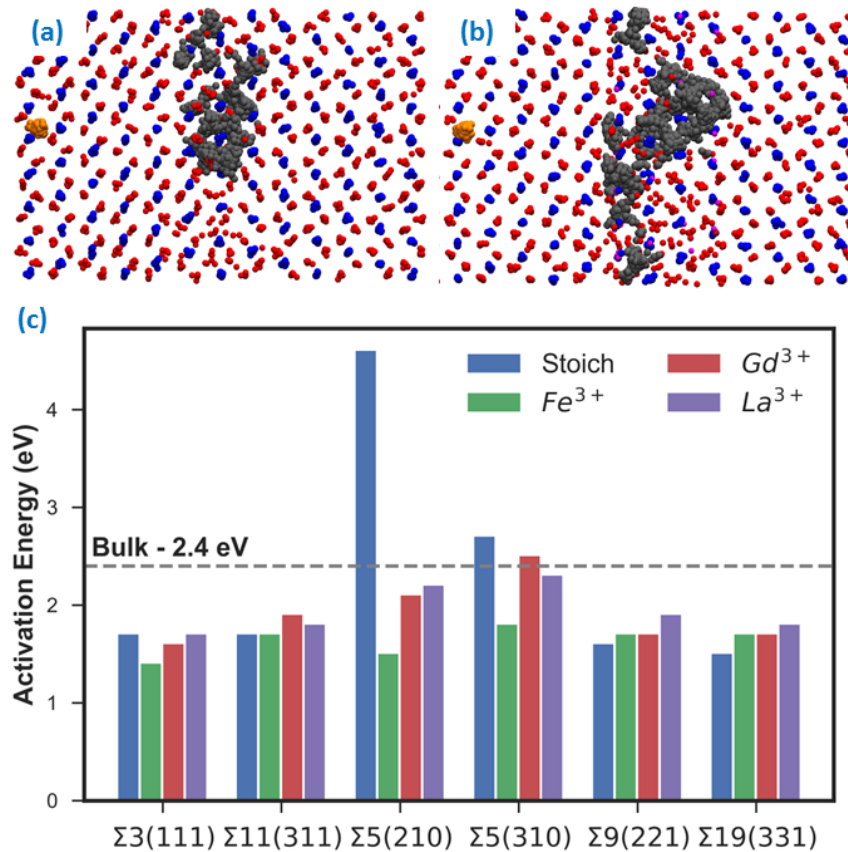 (a)
(b)
(c)
Stoich
Fe³⁺
Gd³⁺
La³⁺
Activation Energy (eV)
4
3
2
1
0
Bulk - 2.4 eV
Σ3(111) Σ11(311) Σ5(210) Σ5(310) Σ9(221) Σ19(331)